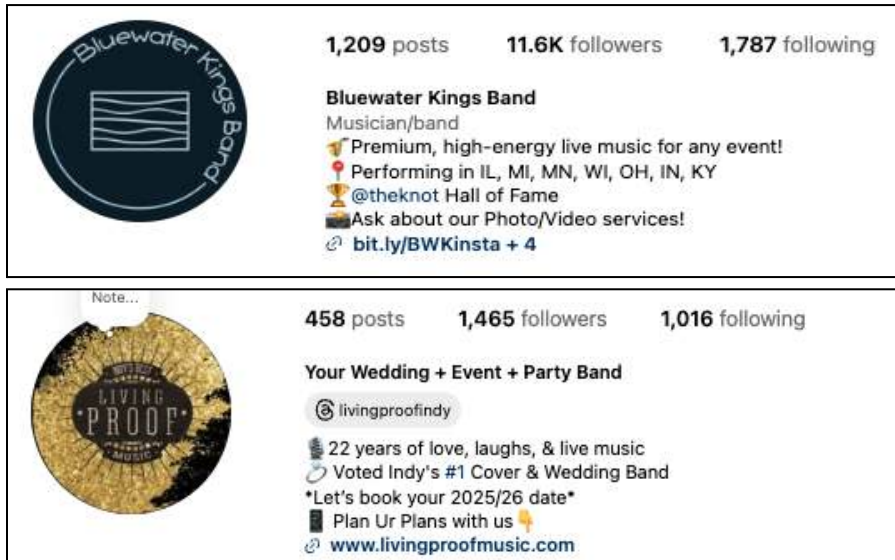 Bluewater Kings Band
1,209 posts 11.6K followers 1,787 following
Bluewater Kings Band
Musician/band
🎷Premium, high-energy live music for any event!
📍Performing in IL, MI, MN, WI, OH, IN, KY
🏆@theknot Hall of Fame
📸Ask about our Photo/Video services!
bit.ly/BWKinsta + 4
Note...
INDY'S BEST
LIVING
PROOF
MUSIC
458 posts 1,465 followers 1,016 following
Your Wedding + Event + Party Band
livingproofindy
🎙️22 years of love, laughs, & live music
💍 Voted Indy's #1 Cover & Wedding Band
*Let's book your 2025/26 date*
📱 Plan Ur Plans with us👇
www.livingproofmusic.com